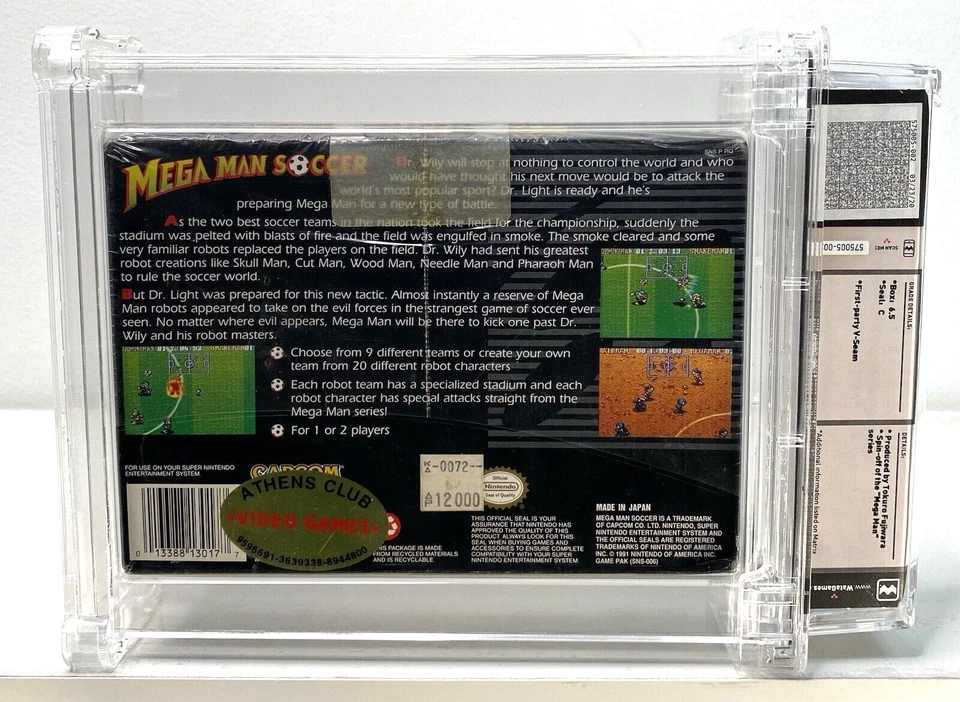 MEGA MAN SOCCER
SNS P RG
Dr. Wily will stop at nothing to control the world and who
would have thought his next move would be to attack the
world's most popular sport? Dr. Light is ready and he's
preparing Mega Man for a new type of battle.
As the two best soccer teams in the nation took the field for the championship, suddenly the
stadium was pelted with blasts of fire and the field was engulfed in smoke. The smoke cleared and some
very familiar robots replaced the players on the field. Dr. Wily had sent his greatest
robot creations like Skull Man, Cut Man, Wood Man, Needle Man and Pharaoh Man
to rule the soccer world.
But Dr. Light was prepared for this new tactic. Almost instantly a reserve of Mega
Man robots appeared to take on the evil forces in the strangest game of soccer ever
seen. No matter where evil appears, Mega Man will be there to kick one past Dr.
Wily and his robot masters.
Choose from 9 different teams or create your own
team from 20 different robot characters
Each robot team has a specialized stadium and each
robot character has special attacks straight from the
Mega Man series!
For 1 or 2 players
FOR USE ON YOUR SUPER NINTENDO
ENTERTAINMENT SYSTEM.
CAPCOM
ATHENS CLUB
VIDEO GAMES
9596691-3639338-8944800
0 13388 13017 7
-0072--
12000
Official
Nintendo
Seal of Quality
THIS PACKAGE IS MADE
FROM RECYCLED MATERIALS
AND IS RECYCLABLE.
THIS OFFICIAL SEAL IS YOUR
ASSURANCE THAT NINTENDO HAS
APPROVED THE QUALITY OF THIS
PRODUCT. ALWAYS LOOK FOR THIS
SEAL WHEN BUYING GAMES AND
ACCESSORIES TO ENSURE COMPLETE
COMPATIBILITY WITH YOUR SUPER
NINTENDO ENTERTAINMENT SYSTEM
MADE IN JAPAN
MEGA MAN SOCCER IS A TRADEMARK
OF CAPCOM CO. LTD. NINTENDO, SUPER
NINTENDO ENTERTAINMENT SYSTEM AND
THE OFFICIAL SEALS ARE REGISTERED
TRADEMARKS OF NINTENDO OF AMERICA
INC. © 1991 NINTENDO OF AMERICA INC.
GAME PAK (SNS-006)
575005-002 03/23/20
SCAN ME!
575005-002
GRADE DETAILS:
•Box: 6.5
•Seal: C
•First-party V-Seam
DETAILS:
• Produced by Tokuro Fujiwara
• Spin-off of the "Mega Man"
series
*Additional information listed on Matrix
www.WataGames